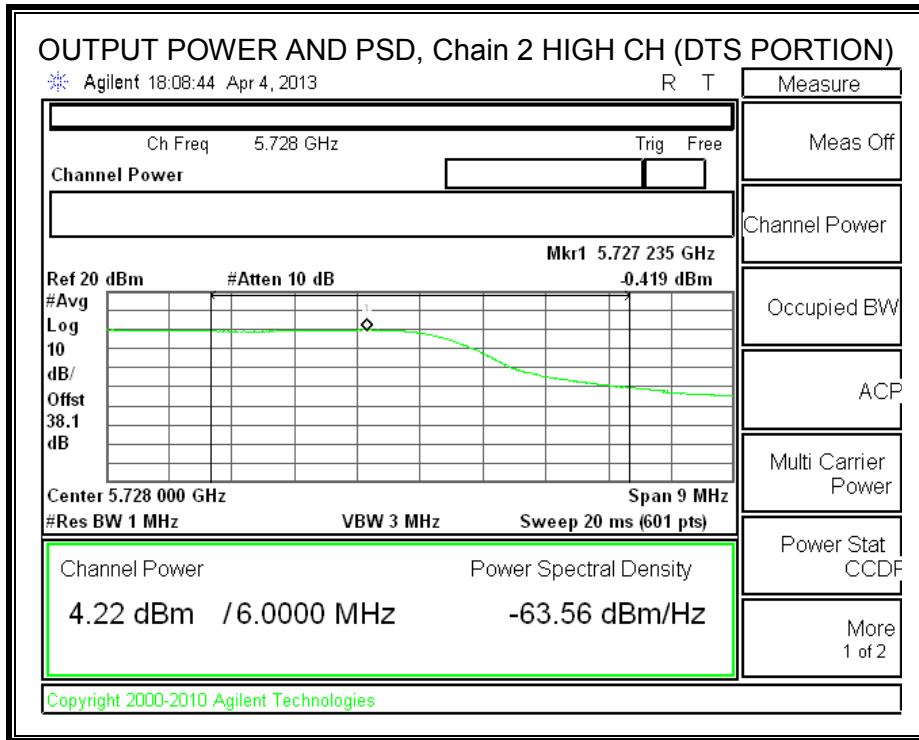 OUTPUT POWER AND PSD, Chain 2 HIGH CH (DTS PORTION)
Agilent 18:08:44 Apr 4, 2013 R T
Measure
Ch Freq 5.728 GHz Trig Free
Meas Off
Channel Power
Channel Power
Mkr1 5.727 235 GHz
Ref 20 dBm #Atten 10 dB -0.419 dBm
#Avg
Log
10
dB/
Offst
38.1
dB
1
Occupied BW
ACP
Multi Carrier
Power
Center 5.728 000 GHz Span 9 MHz
#Res BW 1 MHz VBW 3 MHz Sweep 20 ms (601 pts)
Power Stat
CCDF
Channel Power Power Spectral Density
4.22 dBm / 6.0000 MHz -63.56 dBm/Hz
More
1 of 2
Copyright 2000-2010 Agilent Technologies